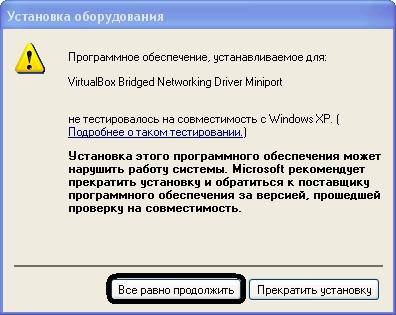 Установка оборудования
Программное обеспечение, устанавливаемое для:
VirtualBox Bridged Networking Driver Miniport
не тестировалось на совместимость с Windows XP. (
Подробнее о таком тестировании.)
Установка этого программного обеспечения может
нарушить работу системы. Microsoft рекомендует
прекратить установку и обратиться к поставщику
программного обеспечения за версией, прошедшей
проверку на совместимость.
Все равно продолжить
Прекратить установку